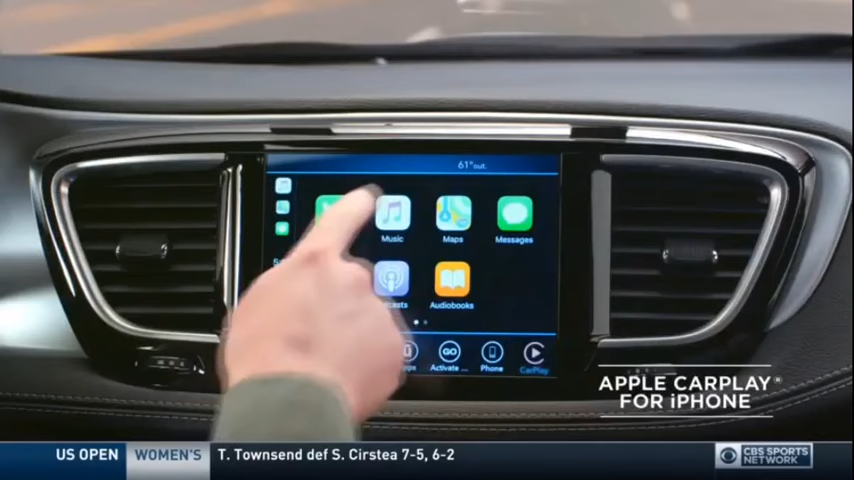 61° out.
Music
Maps
Messages
Audiobooks
GO
Activate ...
Phone
CarPlay
APPLE CARPLAY®
FOR iPHONE
US OPEN
WOMEN'S
T. Townsend def S. Cirstea 7-5, 6-2
CBS SPORTS
NETWORK